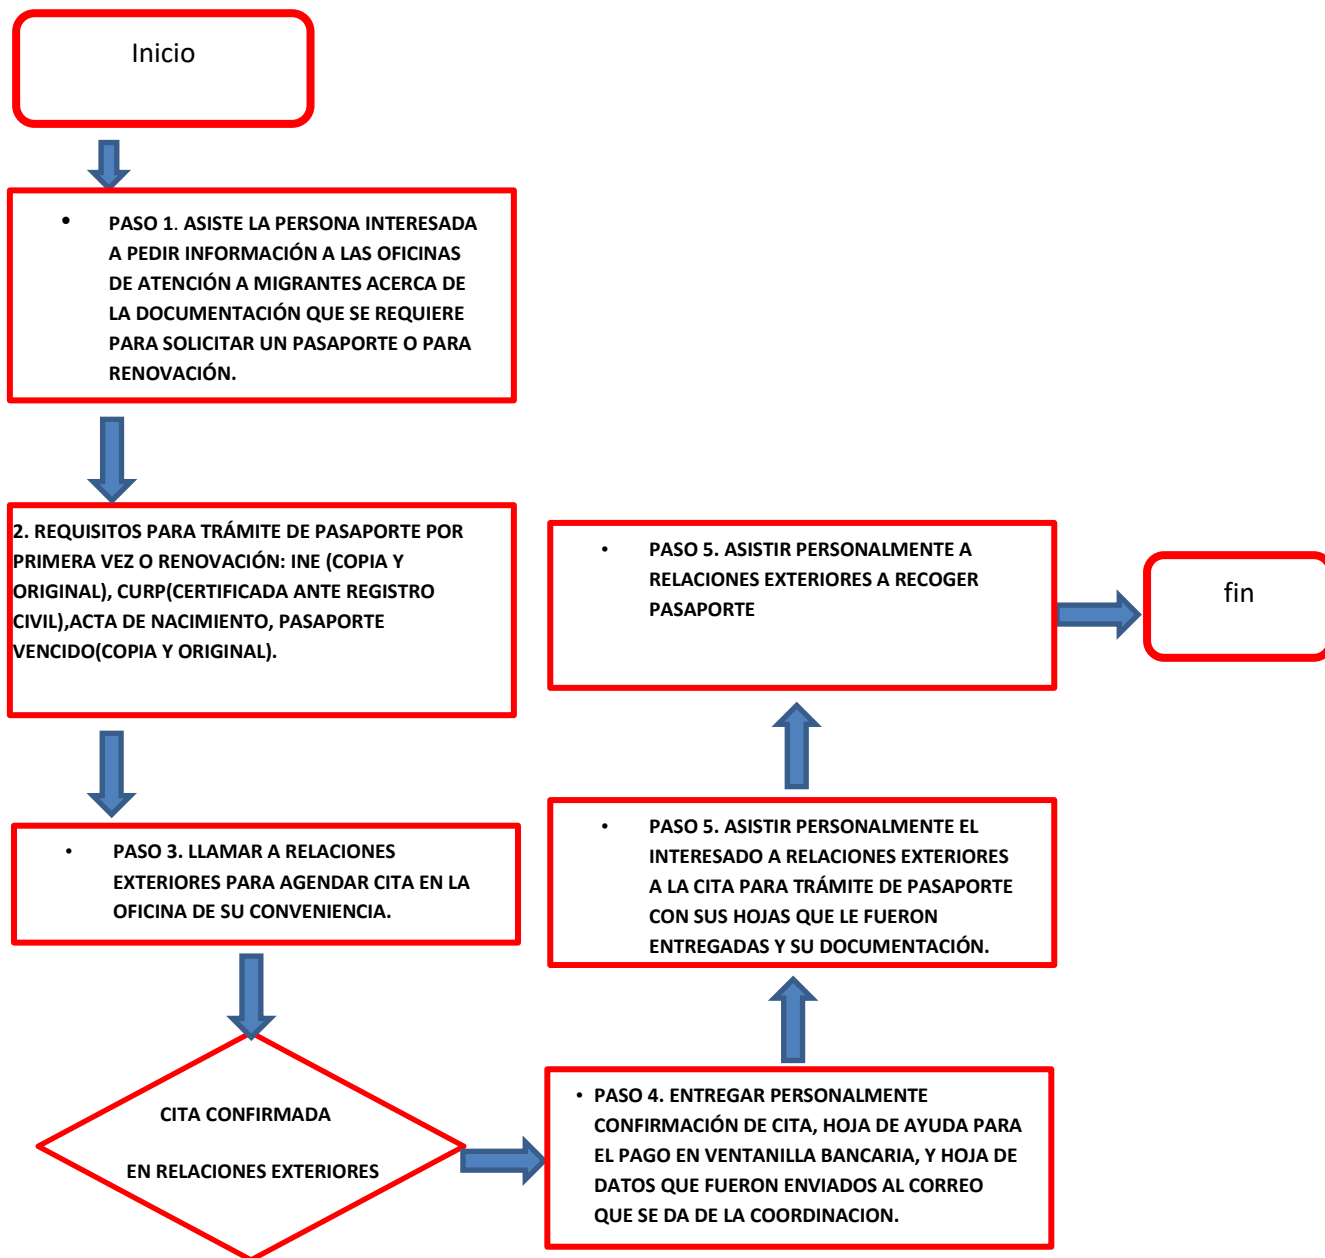 Inicio
• PASO 1. ASISTE LA PERSONA INTERESADA
A PEDIR INFORMACIÓN A LAS OFICINAS
DE ATENCIÓN A MIGRANTES ACERCA DE
LA DOCUMENTACIÓN QUE SE REQUIERE
PARA SOLICITAR UN PASAPORTE O PARA
RENOVACIÓN.
2. REQUISITOS PARA TRÁMITE DE PASAPORTE POR
PRIMERA VEZ O RENOVACIÓN: INE (COPIA Y
ORIGINAL), CURP(CERTIFICADA ANTE REGISTRO
CIVIL),ACTA DE NACIMIENTO, PASAPORTE
VENCIDO(COPIA Y ORIGINAL).
• PASO 3. LLAMAR A RELACIONES
EXTERIORES PARA AGENDAR CITA EN LA
OFICINA DE SU CONVENIENCIA.
CITA CONFIRMADA
EN RELACIONES EXTERIORES
• PASO 4. ENTREGAR PERSONALMENTE
CONFIRMACIÓN DE CITA, HOJA DE AYUDA PARA
EL PAGO EN VENTANILLA BANCARIA, Y HOJA DE
DATOS QUE FUERON ENVIADOS AL CORREO
QUE SE DA DE LA COORDINACION.
• PASO 5. ASISTIR PERSONALMENTE EL
INTERESADO A RELACIONES EXTERIORES
A LA CITA PARA TRÁMITE DE PASAPORTE
CON SUS HOJAS QUE LE FUERON
ENTREGADAS Y SU DOCUMENTACIÓN.
• PASO 5. ASISTIR PERSONALMENTE A
RELACIONES EXTERIORES A RECOGER
PASAPORTE
fin